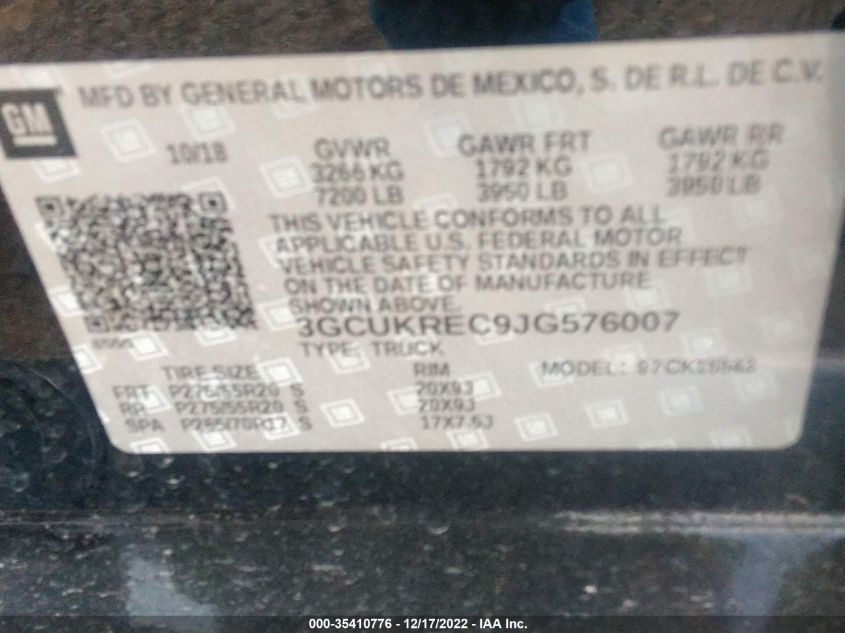 GM
MFD BY GENERAL MOTORS DE MEXICO, S. DE R.L. DE C.V.
10/18 GVWR GAWR FRT GAWR RR
3266 KG 1792 KG 1792 KG
7200 LB 3950 LB 3950 LB
THIS VEHICLE CONFORMS TO ALL
APPLICABLE U.S. FEDERAL MOTOR
VEHICLE SAFETY STANDARDS IN EFFECT
ON THE DATE OF MANUFACTURE
SHOWN ABOVE.
3GCUKREC9JG576007
TYPE: TRUCK
TIRE SIZE RIM MODEL:
FRT P275/55R20 S 20X9J
RR P275/55R20 S 20X9J
SPA P265/70R17 S 17X7.5J
000-35410776 - 12/17/2022 - IAA Inc.